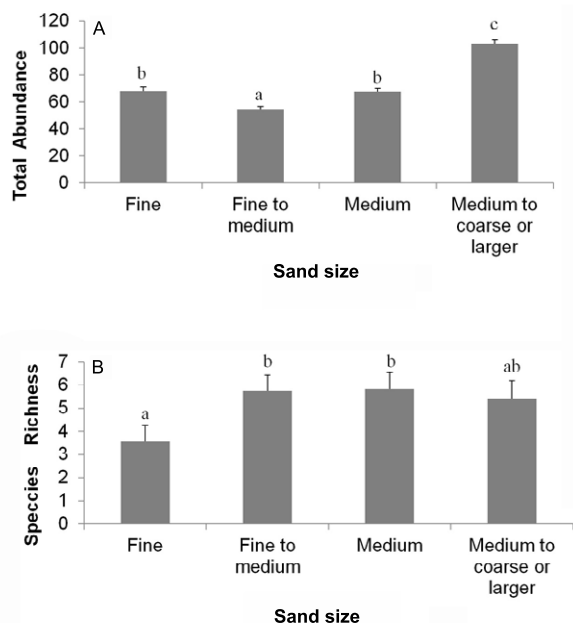 A
120
100
80
60
40
20
0
Total Abundance
b
a
b
c
Fine
Fine to
medium
Medium
Medium to
coarse or
larger
Sand size
B
7
6
5
4
3
2
1
0
Speccies Richness
a
b
b
ab
Fine
Fine to
medium
Medium
Medium to
coarse or
larger
Sand size